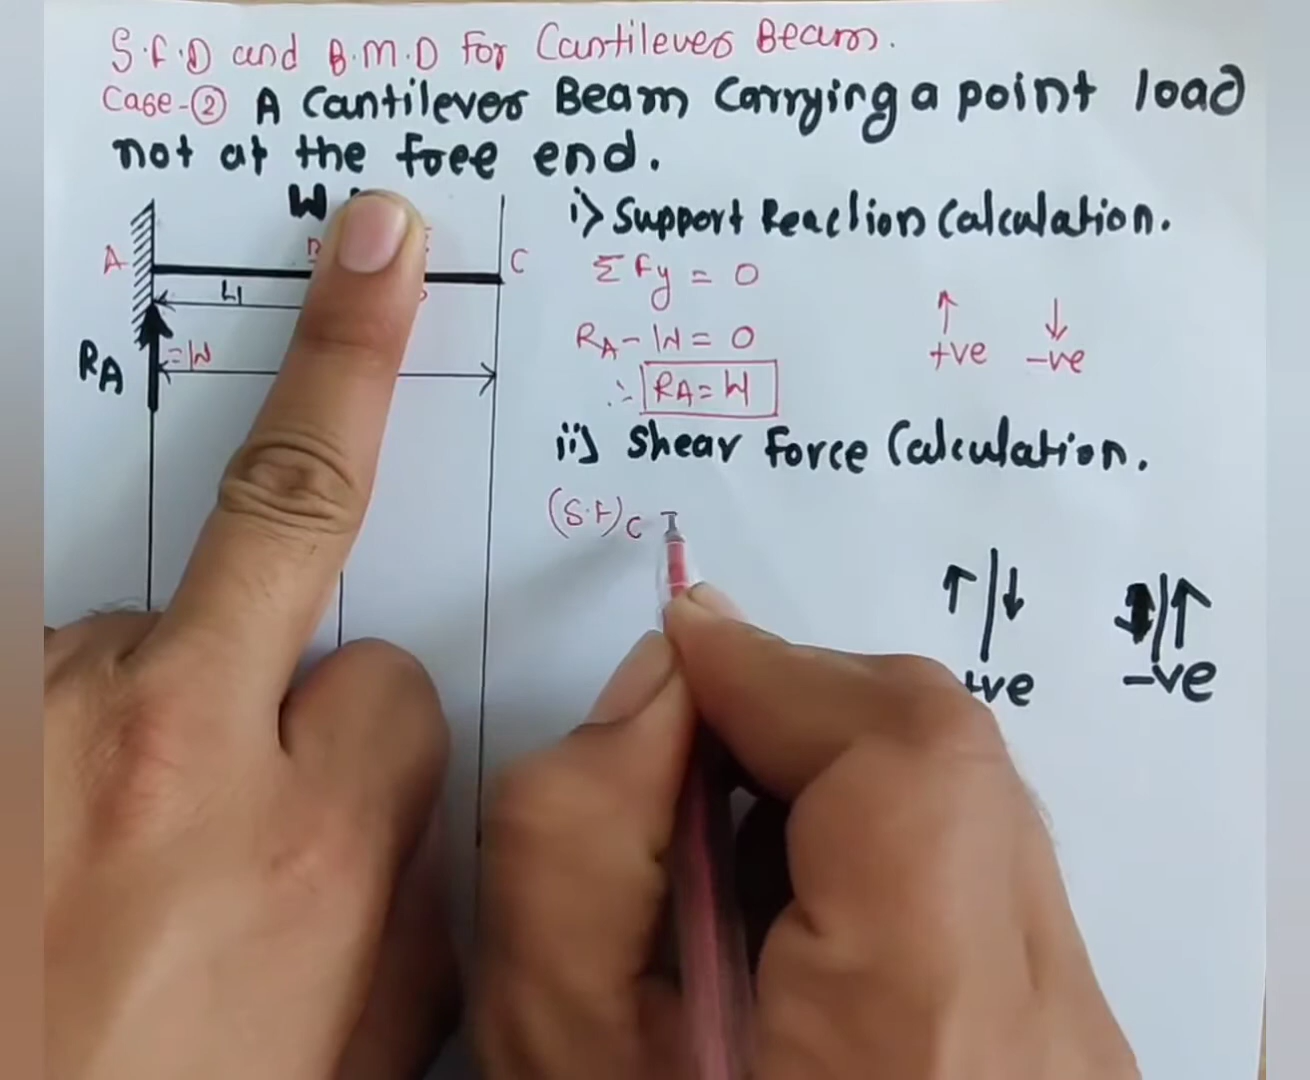 S.F.D and B.M.D For Cantilever Beam.
Case-② A Cantilever Beam Carrying a point load
not at the free end.
W
A
C
L1
RA
=W
i> Support Reaction Calculation.
ΣFy = 0
RA - W = 0
∴ RA = W
↑ ↓
+ve -ve
ii> Shear Force Calculation.
(S.F)C
↑|↓ ↓|↑
+ve -ve